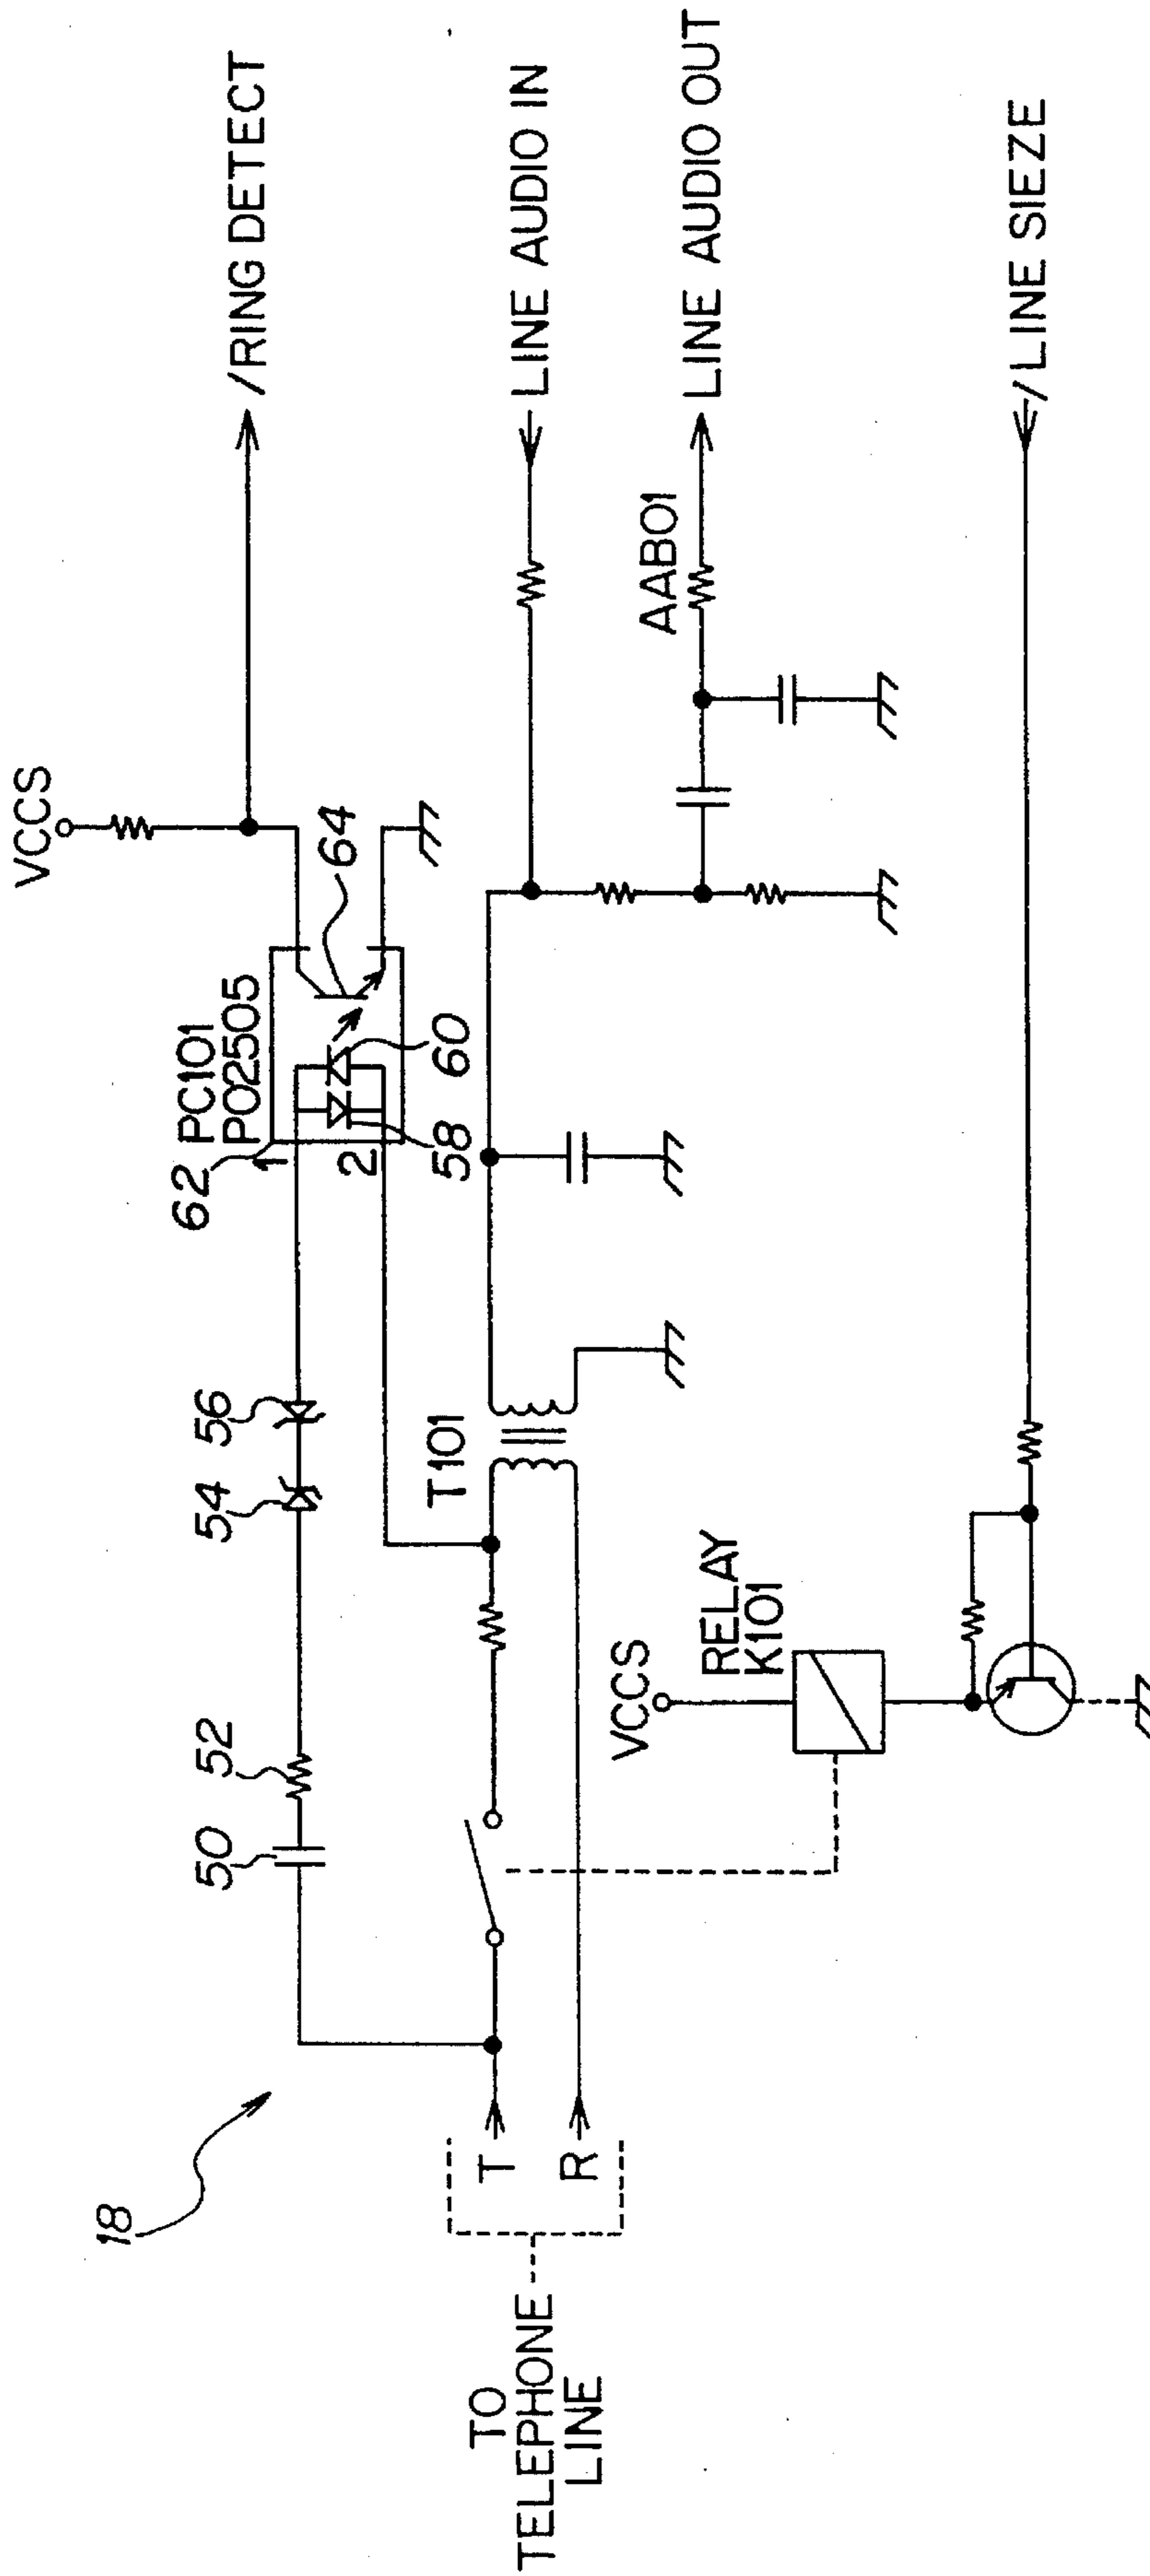 18
TO
TELEPHONE
LINE
T
R
50
52
54
56
62
PC101
PO2505
1
2
58
60
64
VCCS
/RING DETECT
T101
LINE AUDIO IN
AAB01
LINE AUDIO OUT
VCCS
RELAY
K101
/LINE SIEZE